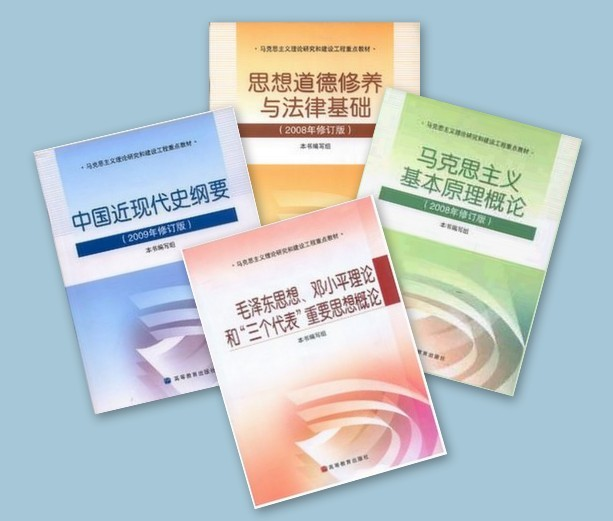 ·马克思主义理论研究和建设工程重点教材·
思想道德修养
与法律基础
（2008年修订版）
本书编写组
·马克思主义理论研究和建设工程重点教材·
中国近现代史纲要
（2009年修订版）
本书编写组
高等教育出版社
·马克思主义理论研究和建设工程重点教材·
马克思主义
基本原理概论
（2008年修订版）
本书编写组
高等教育出版社
·马克思主义理论研究和建设工程重点教材·
毛泽东思想、邓小平理论
和“三个代表”重要思想概论
本书编写组
高等教育出版社